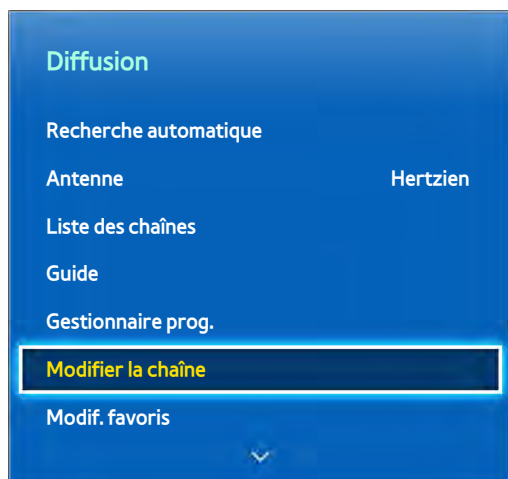 Diffusion
Recherche automatique
Antenne Hertzien
Liste des chaînes
Guide
Gestionnaire prog.
Modifier la chaîne
Modif. favoris